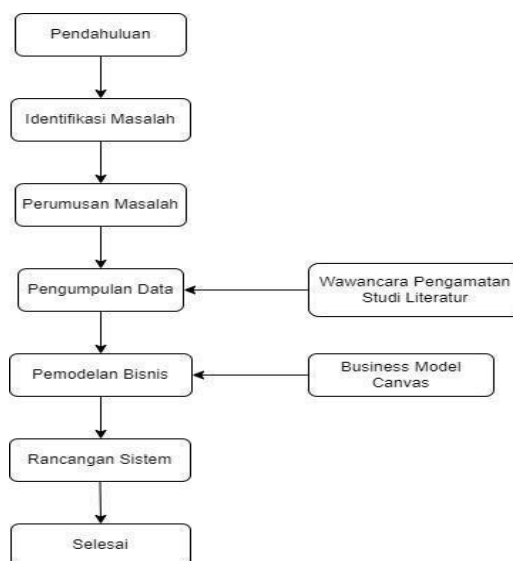 Pendahuluan
Identifikasi Masalah
Perumusan Masalah
Pengumpulan Data
Wawancara Pengamatan
Studi Literatur
Pemodelan Bisnis
Business Model
Canvas
Rancangan Sistem
Selesai